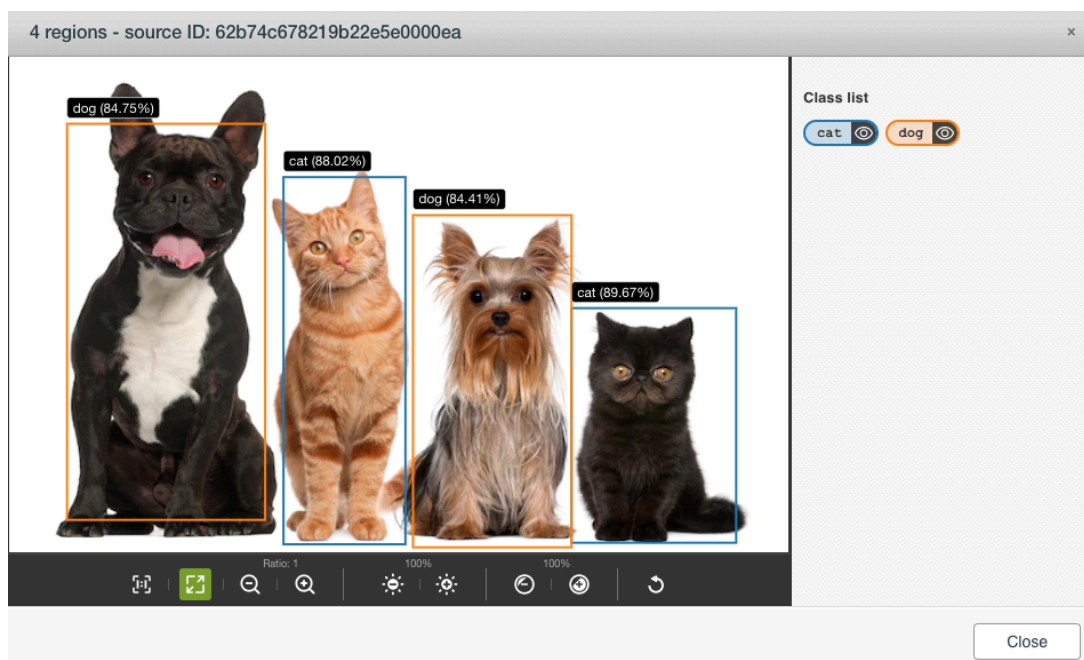 4 regions - source ID: 62b74c678219b22e5e0000ea
×
dog (84.75%)
cat (88.02%)
dog (84.41%)
cat (89.67%)
Class list
cat
dog
Ratio: 1
100%
100%
Close